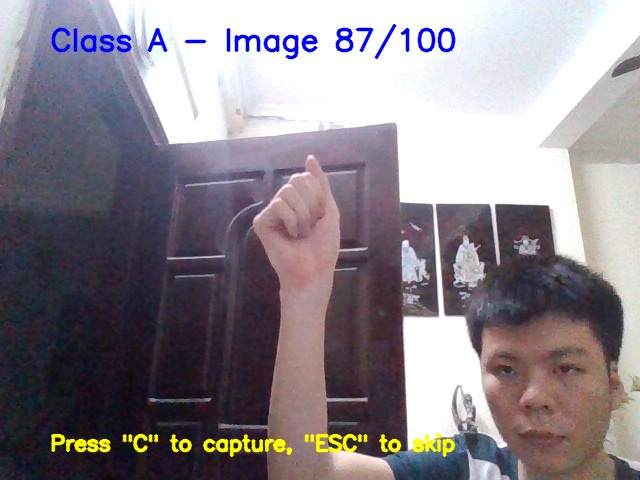 Class A - Image 87/100
Press "C" to capture, "ESC" to skip